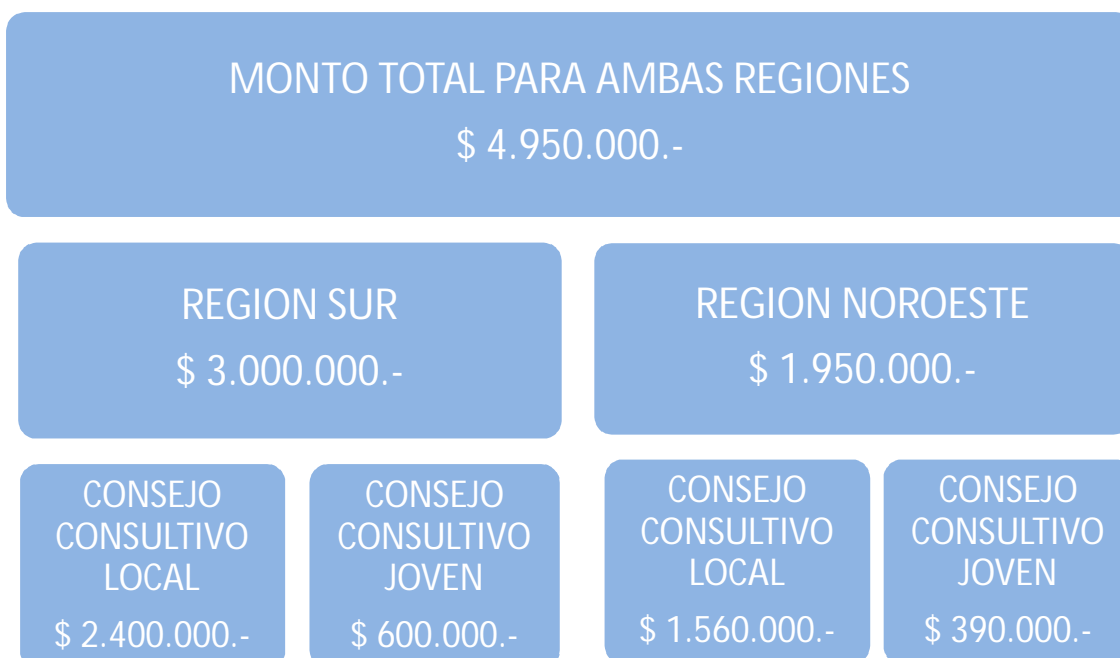 MONTO TOTAL PARA AMBAS REGIONES
$ 4.950.000.-
REGION SUR
$ 3.000.000.-
REGION NOROESTE
$ 1.950.000.-
CONSEJO
CONSULTIVO
LOCAL
$ 2.400.000.-
CONSEJO
CONSULTIVO
JOVEN
$ 600.000.-
CONSEJO
CONSULTIVO
LOCAL
$ 1.560.000.-
CONSEJO
CONSULTIVO
JOVEN
$ 390.000.-